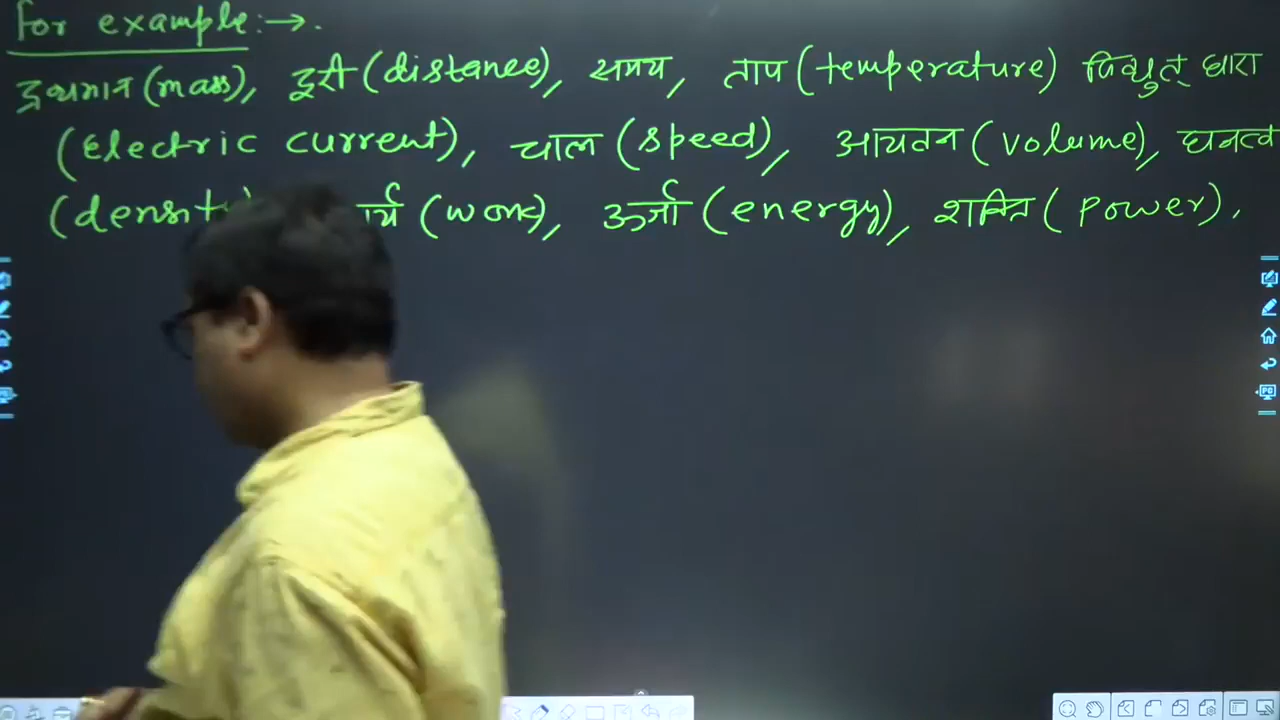 For example:→.
द्रव्यमान (mass), दूरी (distance), समय, ताप (temperature) विद्युत् धारा
(electric current), चाल (speed), आयतन (volume), घनत्व
(density) (work), ऊर्जा (energy), शक्ति (power),